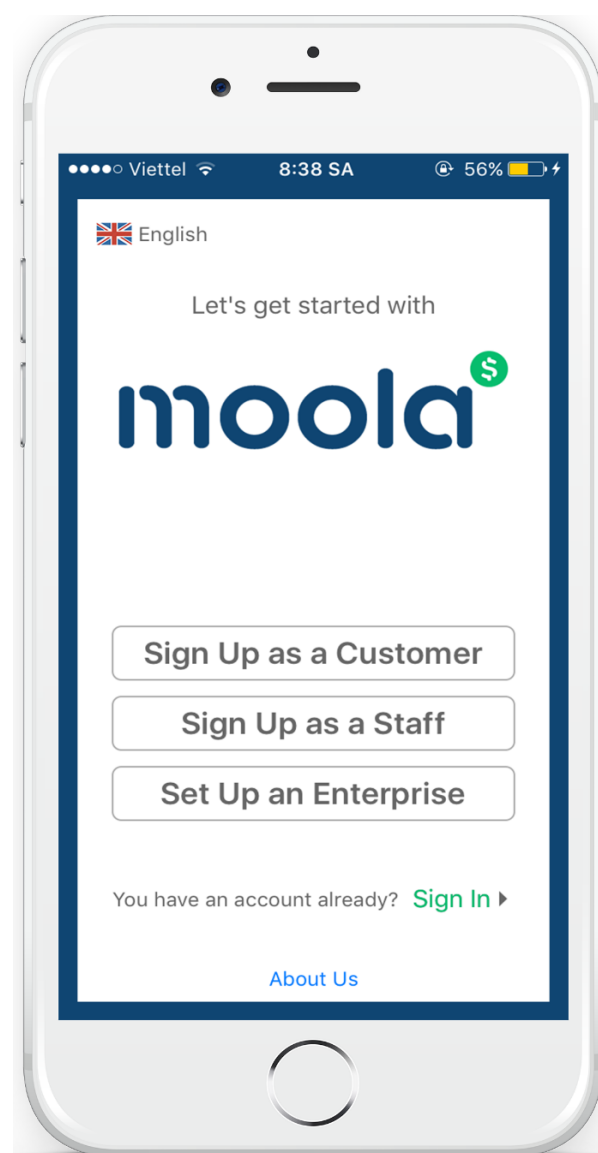 Viettel 8:38 SA 56%
English
Let's get started with
moola$
Sign Up as a Customer
Sign Up as a Staff
Set Up an Enterprise
You have an account already? Sign In
About Us